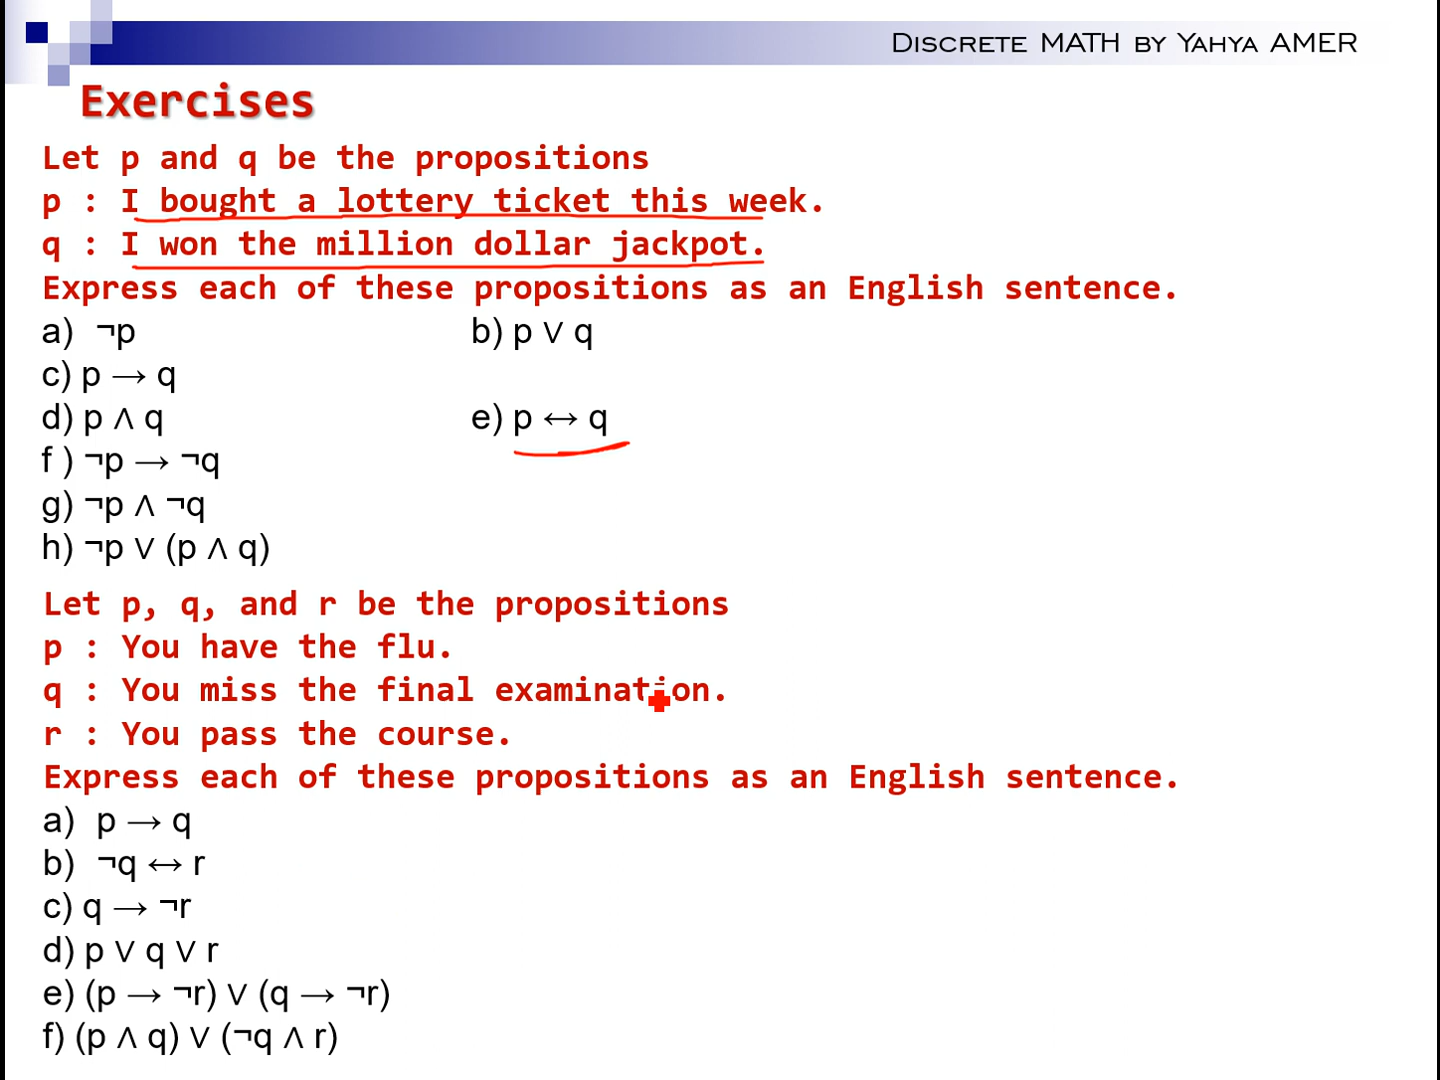 DISCRETE MATH BY YAHYA AMER
Exercises
Let p and q be the propositions
p : I bought a lottery ticket this week.
q : I won the million dollar jackpot.
Express each of these propositions as an English sentence.
a) ¬p b) p ∨ q
c) p → q
d) p ∧ q e) p ↔ q
f ) ¬p → ¬q
g) ¬p ∧ ¬q
h) ¬p ∨ (p ∧ q)
Let p, q, and r be the propositions
p : You have the flu.
q : You miss the final examination.
r : You pass the course.
Express each of these propositions as an English sentence.
a) p → q
b) ¬q ↔ r
c) q → ¬r
d) p ∨ q ∨ r
e) (p → ¬r) ∨ (q → ¬r)
f) (p ∧ q) ∨ (¬q ∧ r)